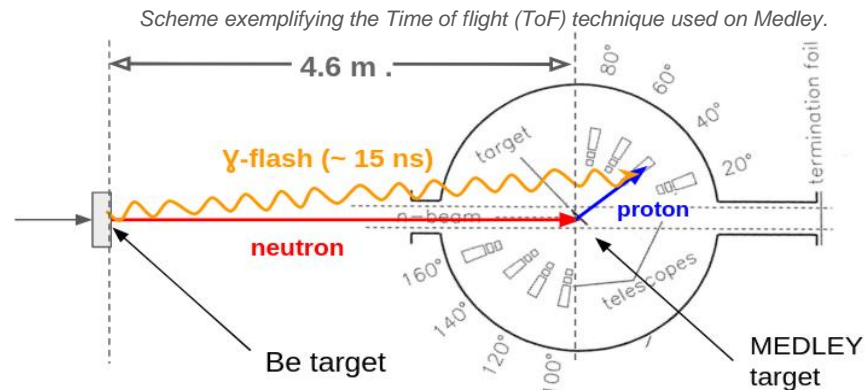 Scheme exemplifying the Time of flight (ToF) technique used on Medley.
4.6 m .
80°
60°
40°
20°
termination foil
target
Ɣ-flash (~ 15 ns)
n-beam
proton
neutron
160°
140°
120°
100°
telescopes
Be target
MEDLEY
target